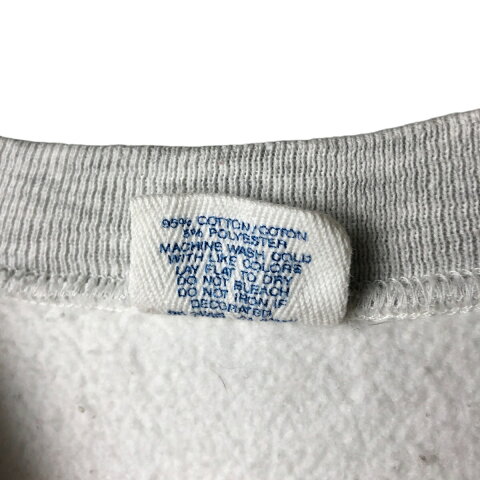 95% COTTON/COTON
5% POLYESTER
MACHINE WASH COLD
WITH LIKE COLORS
LAY FLAT TO DRY
DO NOT BLEACH
DO NOT IRON IF
DECORATED